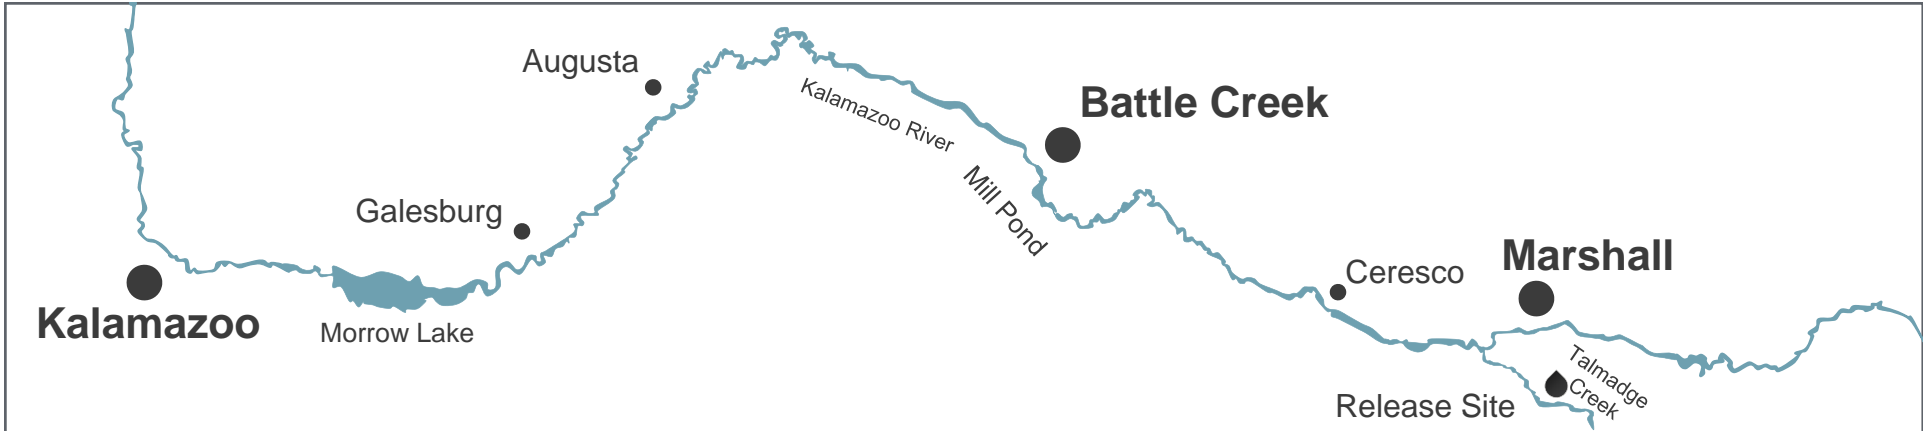 Augusta
Kalamazoo River
Battle Creek
Mill Pond
Galesburg
Ceresco
Marshall
Kalamazoo
Morrow Lake
Talmadge
Creek
Release Site